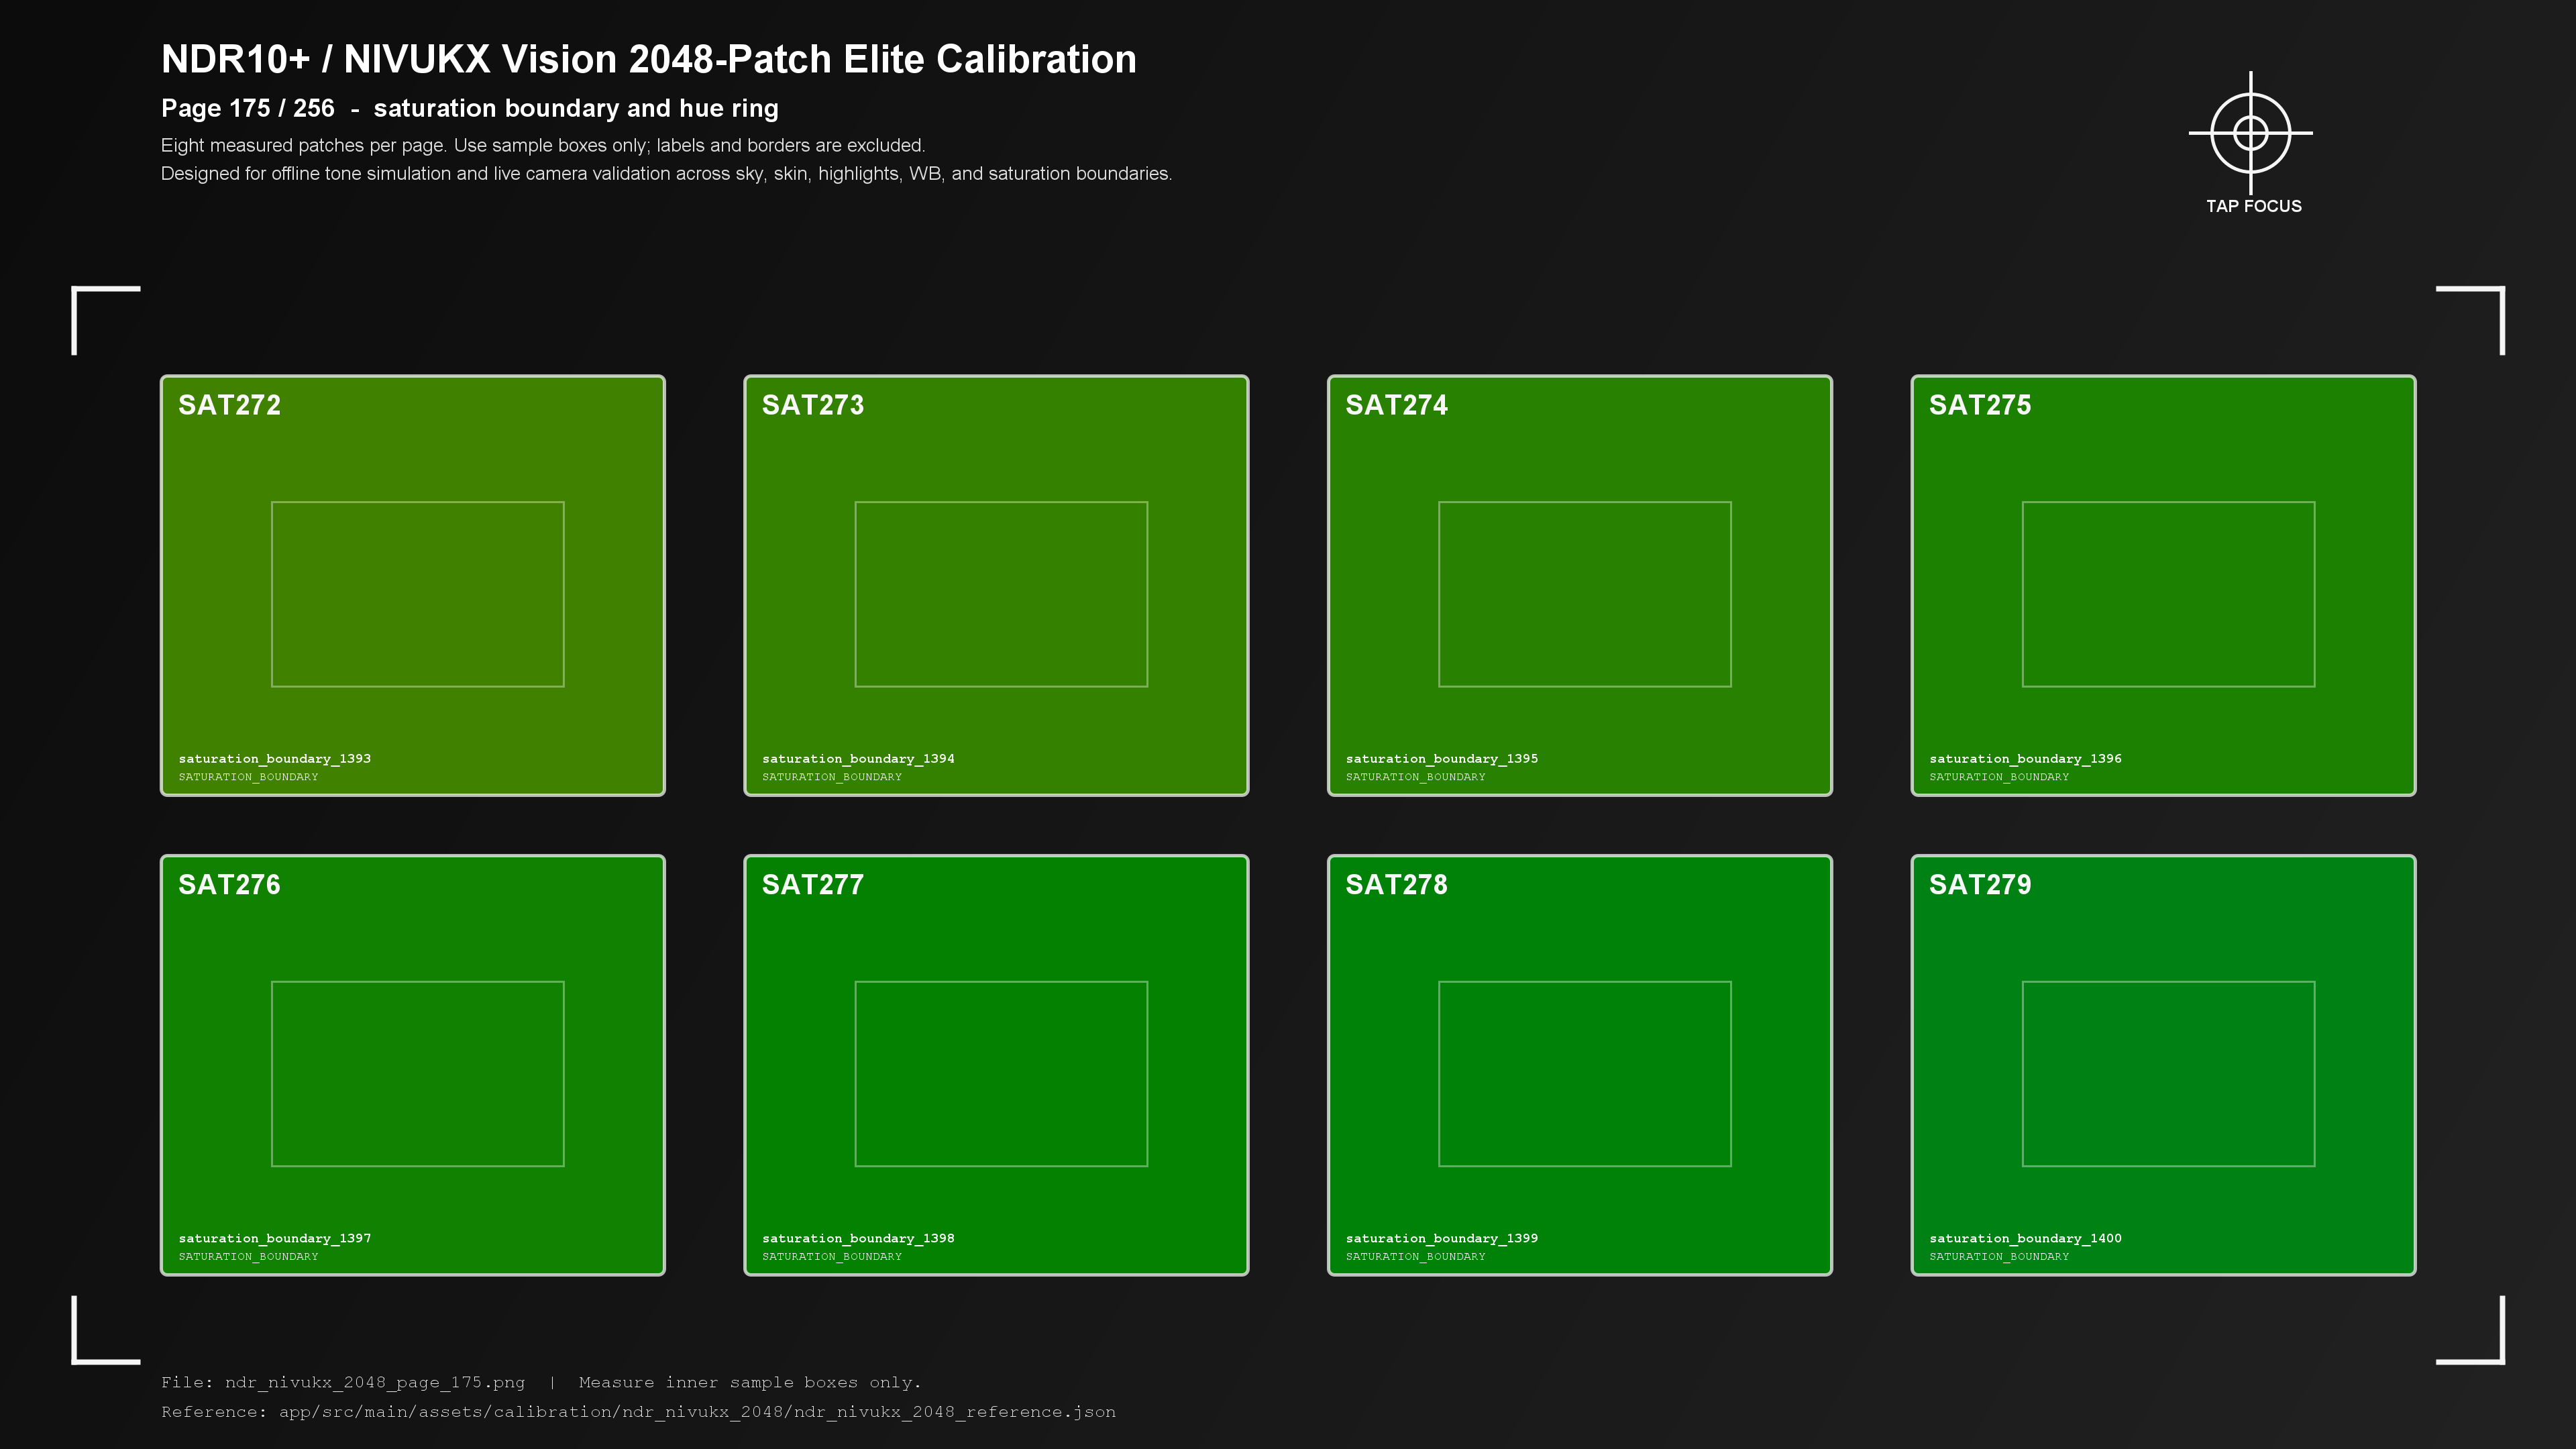 NDR10+ / NIVUKX Vision 2048-Patch Elite Calibration
Page 175 / 256 - saturation boundary and hue ring
Eight measured patches per page. Use sample boxes only; labels and borders are excluded.
Designed for offline tone simulation and live camera validation across sky, skin, highlights, WB, and saturation boundaries.
TAP FOCUS
SAT272
saturation_boundary_1393
SATURATION_BOUNDARY
SAT273
saturation_boundary_1394
SATURATION_BOUNDARY
SAT274
saturation_boundary_1395
SATURATION_BOUNDARY
SAT275
saturation_boundary_1396
SATURATION_BOUNDARY
SAT276
saturation_boundary_1397
SATURATION_BOUNDARY
SAT277
saturation_boundary_1398
SATURATION_BOUNDARY
SAT278
saturation_boundary_1399
SATURATION_BOUNDARY
SAT279
saturation_boundary_1400
SATURATION_BOUNDARY
File: ndr_nivukx_2048_page_175.png | Measure inner sample boxes only.
Reference: app/src/main/assets/calibration/ndr_nivukx_2048/ndr_nivukx_2048_reference.json